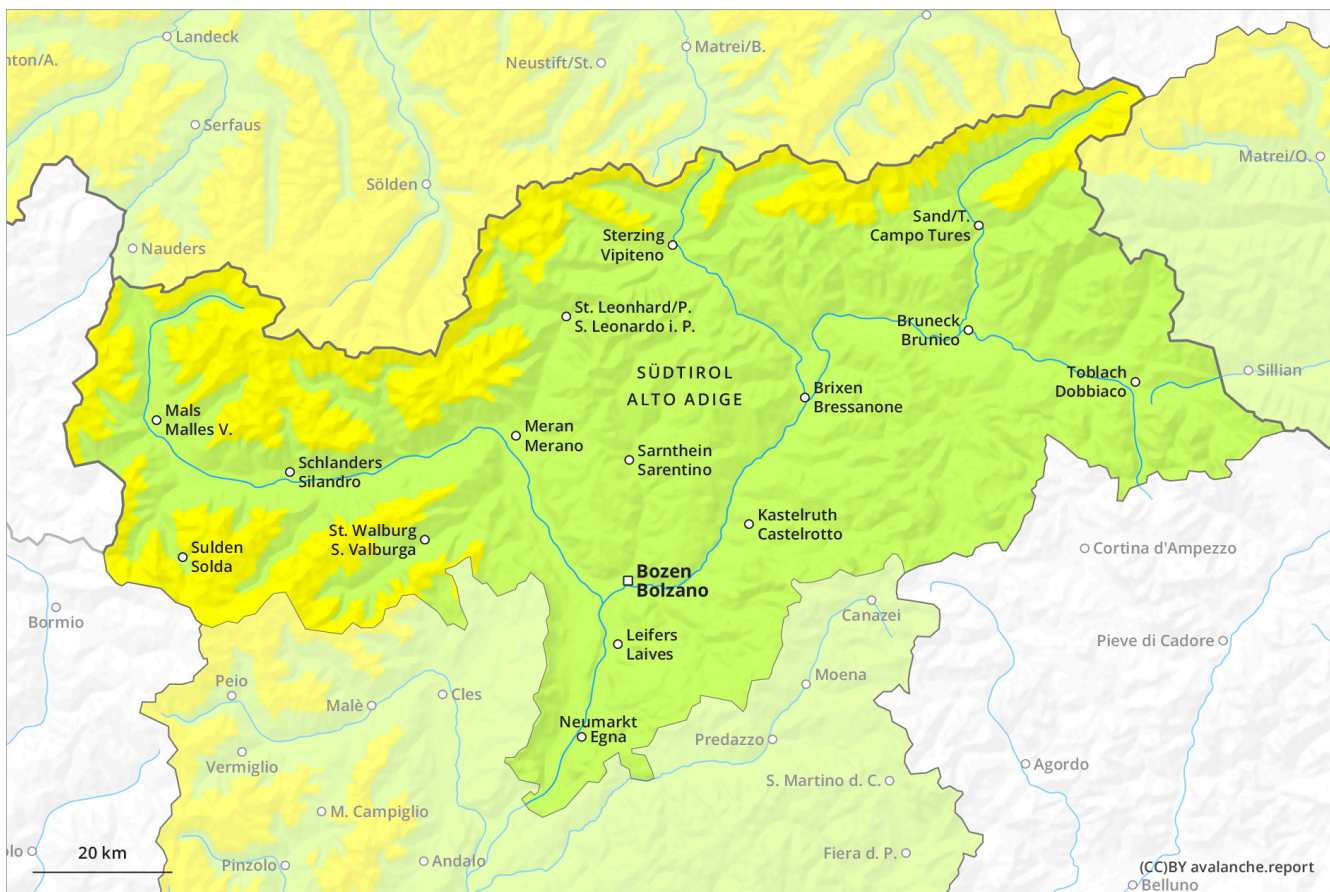 Landeck
Matrei/B.
nton/A.
Neustift/St.
Serfaus
Matrei/O.
Sölden
Sand/T.
Campo Tures
Sterzing
Vipiteno
Nauders
St. Leonhard/P.
S. Leonardo i. P.
Bruneck
Brunico
SÜDTIROL
ALTO ADIGE
Toblach
Dobbiaco
Sillian
Brixen
Bressanone
Mals
Malles V.
Meran
Merano
Sarnthein
Sarentino
Schlanders
Silandro
Kastelruth
Castelrotto
St. Walburg
S. Valburga
Sulden
Solda
Cortina d'Ampezzo
Bozen
Bolzano
Bormio
Canazei
Leifers
Laives
Pieve di Cadore
Peio
Moena
Malè
Cles
Neumarkt
Egna
Predazzo
Vermiglio
Agordo
S. Martino d. C.
M. Campiglio
olo
20 km
Pinzolo
Andalo
Fiera d. P.
(CC)BY avalanche.report
Belluno